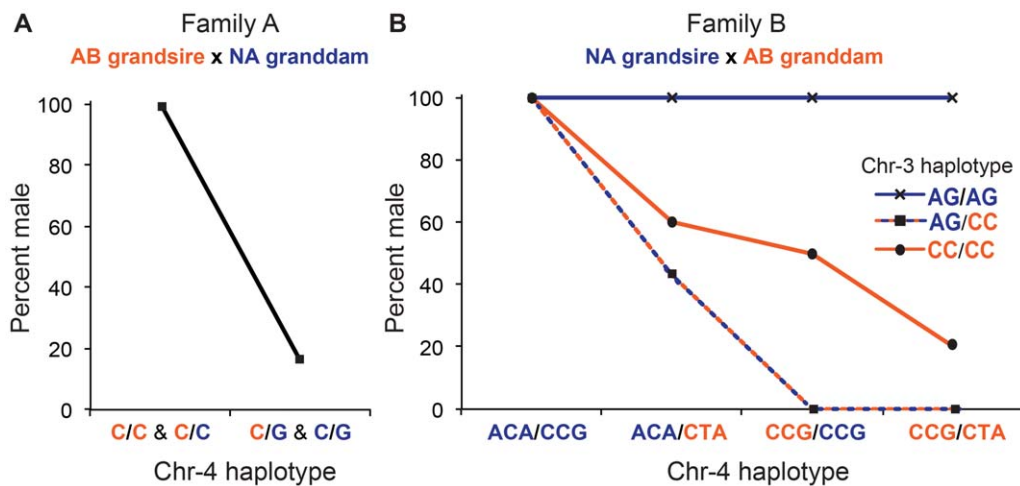 A
Family A
AB grandsire x NA granddam
Percent male
100
80
60
40
20
0
C/C & C/C
C/G & C/G
Chr-4 haplotype
B
Family B
NA grandsire x AB granddam
Percent male
100
80
60
40
20
0
Chr-3 haplotype
AG/AG
AG/CC
CC/CC
ACA/CCG
ACA/CTA
CCG/CCG
CCG/CTA
Chr-4 haplotype